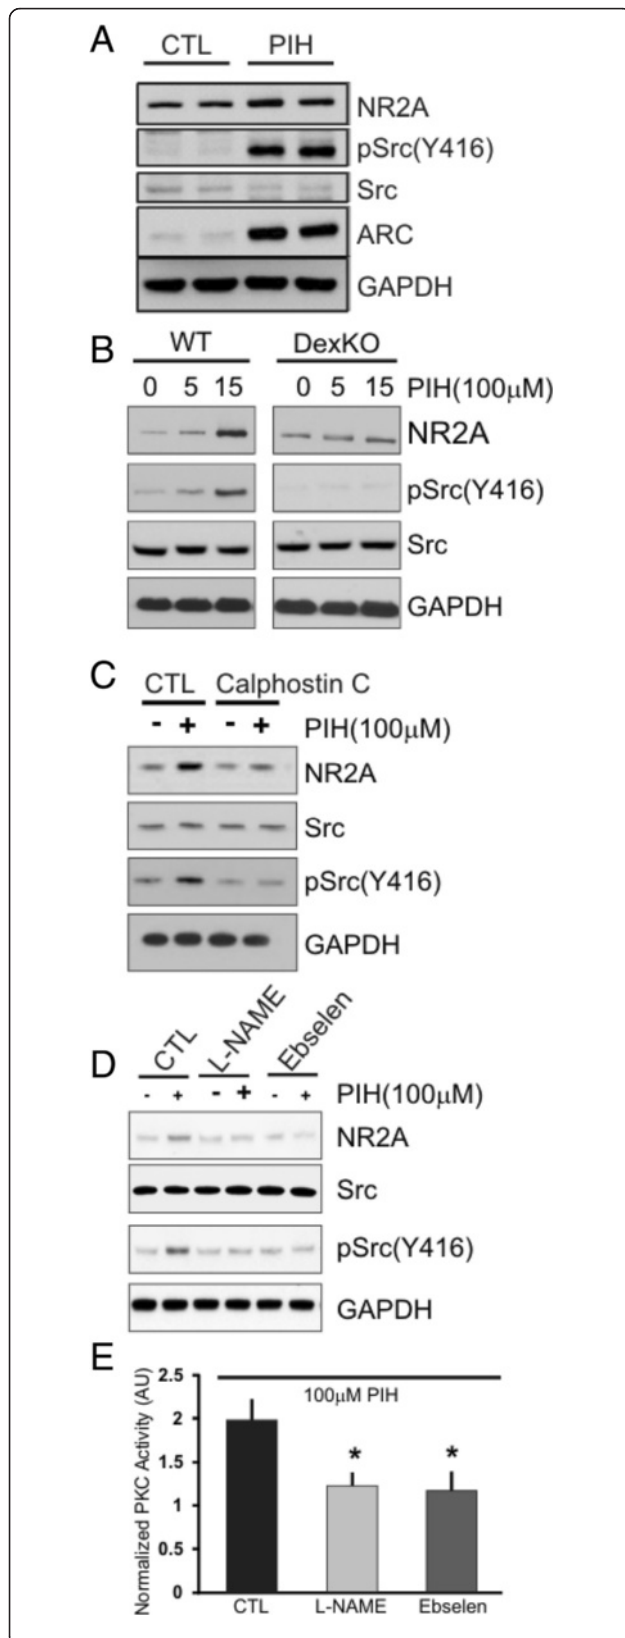 A
CTL PIH
NR2A
pSrc(Y416)
Src
ARC
GAPDH
B
WT DexKO
0 5 15 0 5 15 PIH(100μM)
NR2A
pSrc(Y416)
Src
GAPDH
C
CTL Calphostin C
- + - + PIH(100μM)
NR2A
Src
pSrc(Y416)
GAPDH
D
CTL L-NAME Ebselen
- + - + - + PIH(100μM)
NR2A
Src
pSrc(Y416)
GAPDH
E
Normalized PKC Activity (AU)
2.5
100μM PIH
2
* *
1.5
1
0.5
0
CTL L-NAME Ebselen